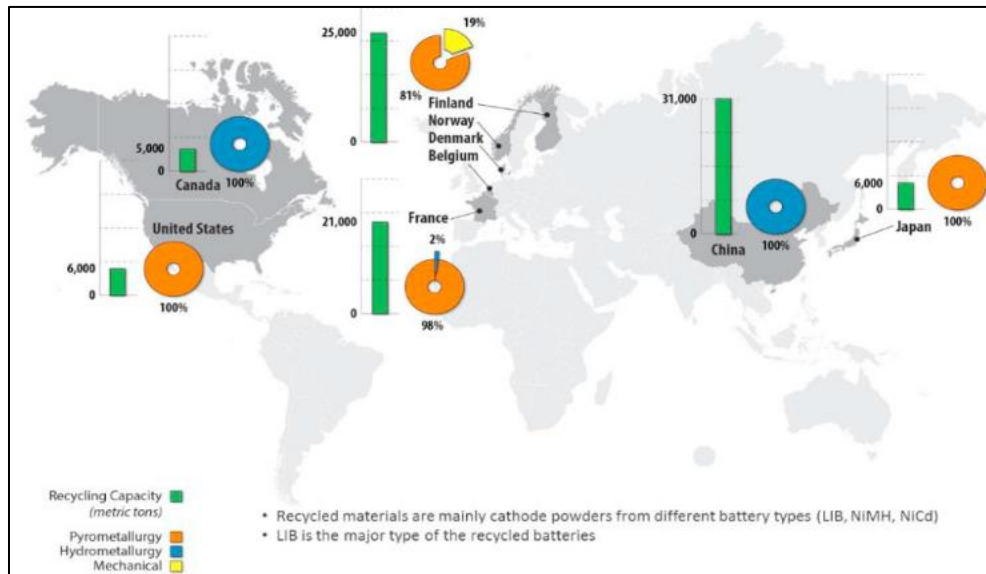 19%
25,000
81%
0
Finland
Norway
Denmark
Belgium
5,000
0
Canada
100%
United States
6,000
0
100%
France
21,000
2%
0
98%
31,000
0
China
100%
6,000
0
Japan
100%
Recycling Capacity
(metric tons)
Pyrometallurgy
Hydrometallurgy
Mechanical
• Recycled materials are mainly cathode powders from different battery types (LIB, NiMH, NiCd)
• LIB is the major type of the recycled batteries